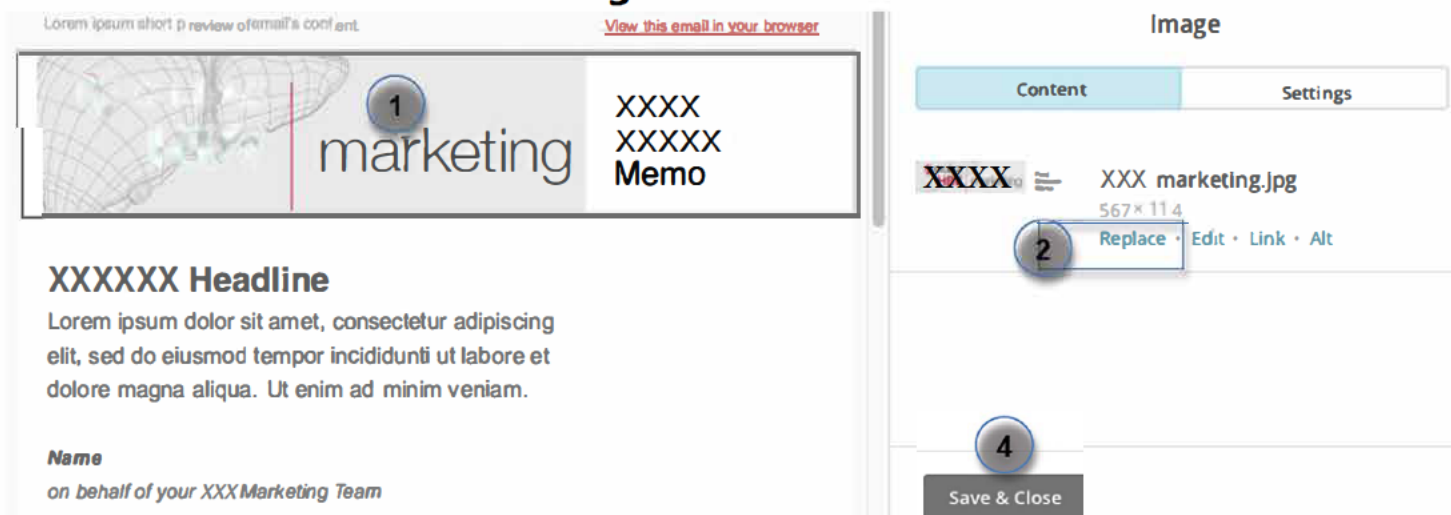 Lorem ipsum short p review ofemail's conf ent.
View this email in your browser
1
marketing
XXXX
XXXXX
Memo
XXXXXX Headline
Lorem ipsum dolor sit amet, consectetur adipiscing
elit, sed do eiusmod tempor incididunti ut labore et
dolore magna aliqua. Ut enim ad minim veniam.
Name
on behalf of your XXX Marketing Team
Image
Content
Settings
XXXX
XXX marketing.jpg
567 × 11 4
2
Replace · Edit · Link · Alt
4
Save & Close